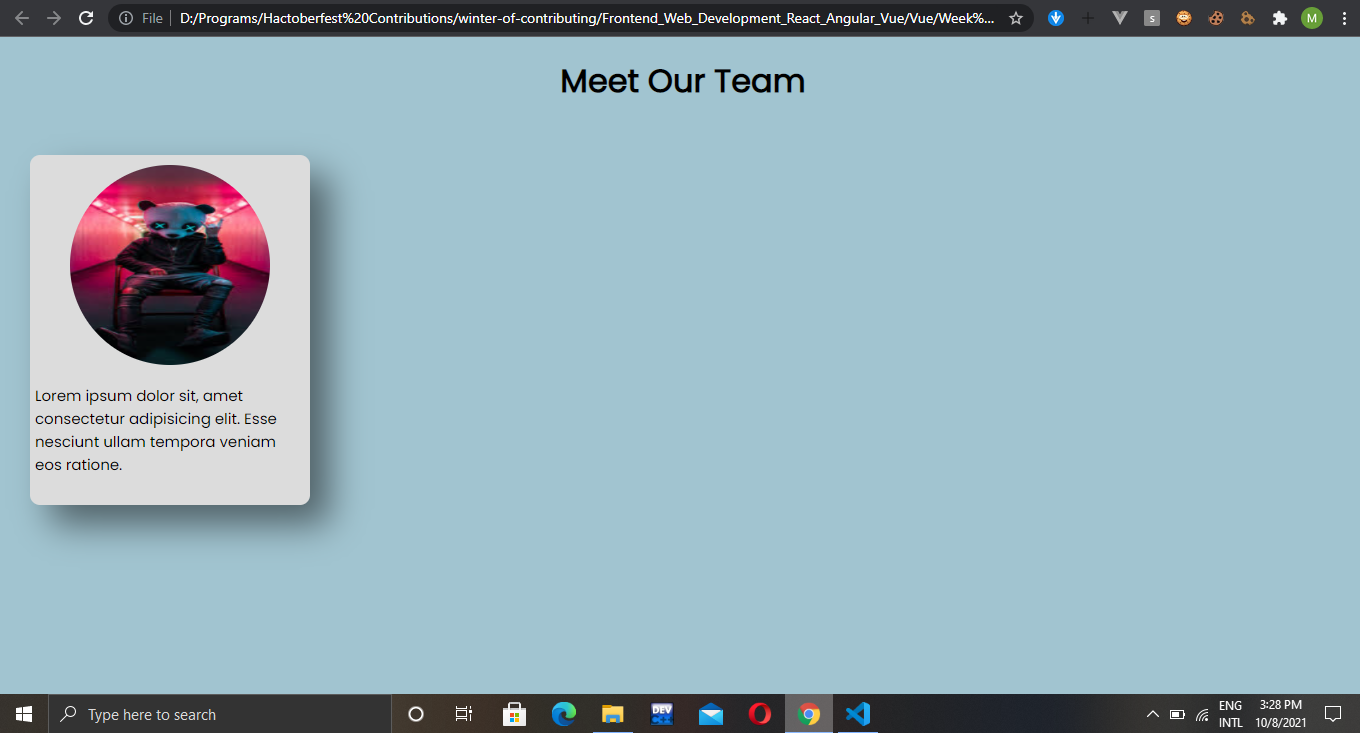 File
D:/Programs/Hactoberfest%20Contributions/winter-of-contributing/Frontend_Web_Development_React_Angular_Vue/Vue/Week%...
S
M
Meet Our Team
Lorem ipsum dolor sit, amet
consectetur adipisicing elit. Esse
nesciunt ullam tempora veniam
eos ratione.
Type here to search
DEV
ENG
INTL
3:28 PM
10/8/2021